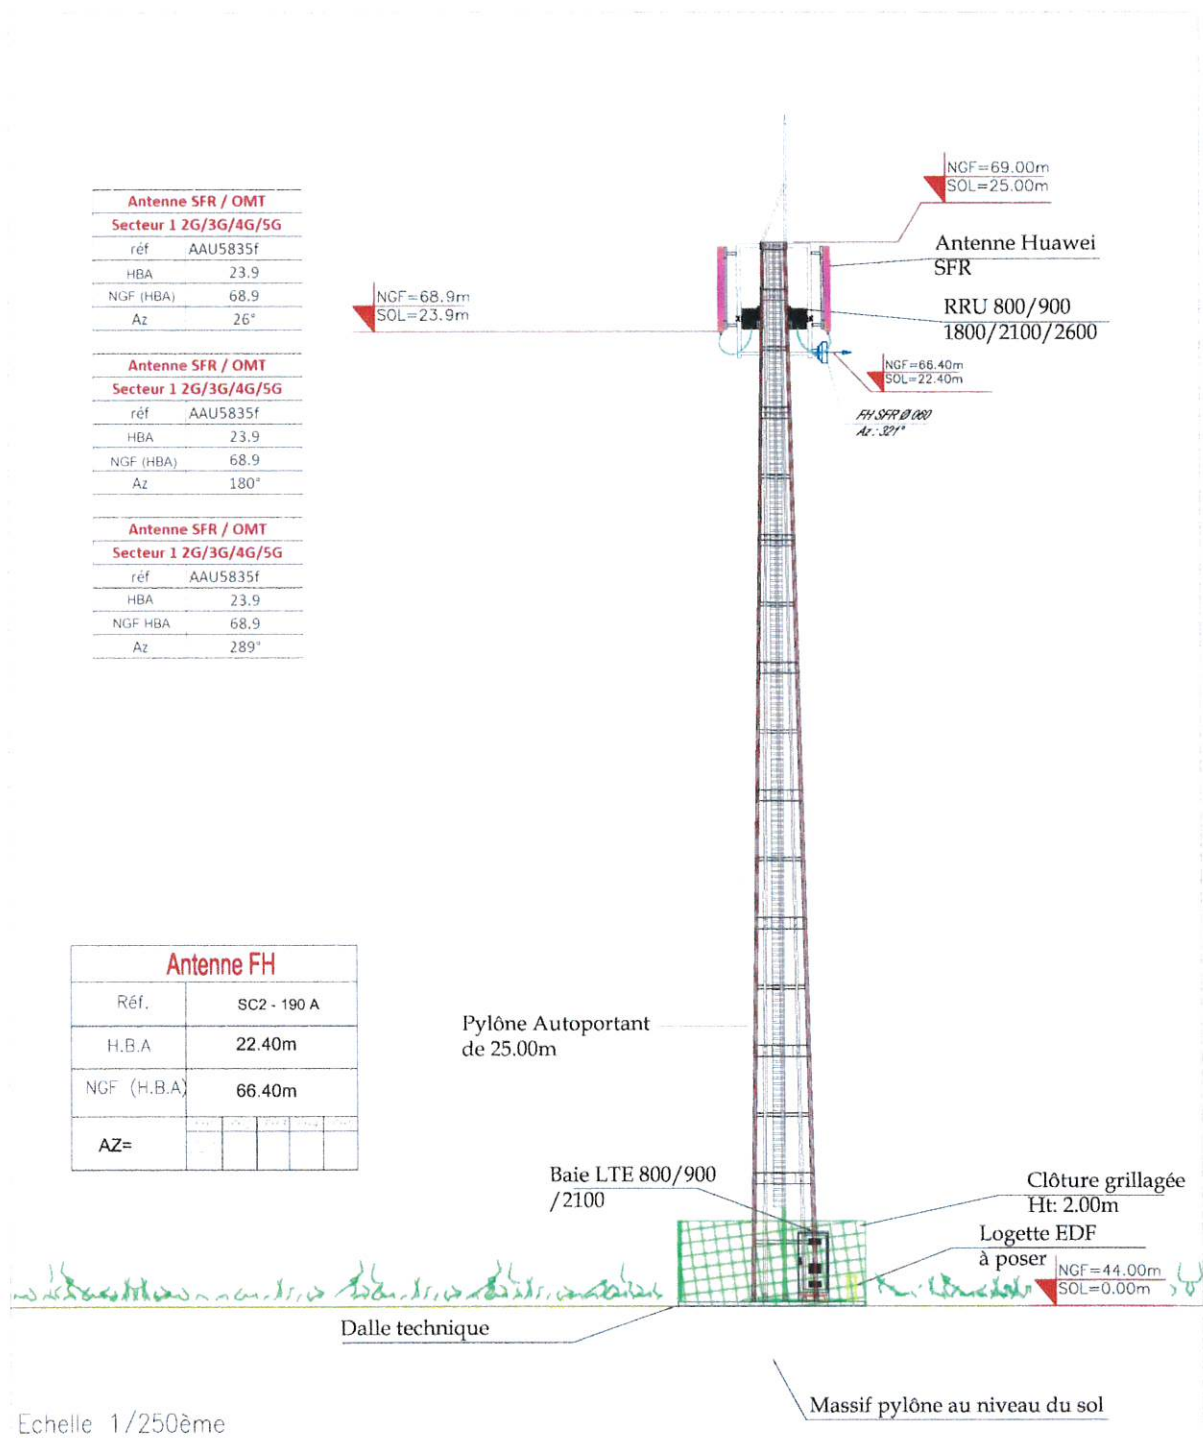 NGF=69.00m
SOL=25.00m
Antenne SFR / OMT
Secteur 1 2G/3G/4G/5G
réf AAU5835f
HBA 23.9
NGF (HBA) 68.9
Az 26°
Antenne Huawei
SFR
NGF=68.9m
SOL=23.9m
RRU 800/900
1800/2100/2600
Antenne SFR / OMT
Secteur 1 2G/3G/4G/5G
réf AAU5835f
HBA 23.9
NGF (HBA) 68.9
Az 180°
NGF=66.40m
SOL=22.40m
FH SFR Ø 060
Az : 321°
Antenne SFR / OMT
Secteur 1 2G/3G/4G/5G
réf AAU5835f
HBA 23.9
NGF HBA 68.9
Az 289°
Antenne FH
Réf. SC2 - 190 A
H.B.A 22.40m
NGF (H.B.A) 66.40m
AZ=
Pylône Autoportant
de 25.00m
Baie LTE 800/900
/2100
Clôture grillagée
Ht: 2.00m
Logette EDF
à poser
NGF=44.00m
SOL=0.00m
Dalle technique
Massif pylône au niveau du sol
Echelle 1/250ème